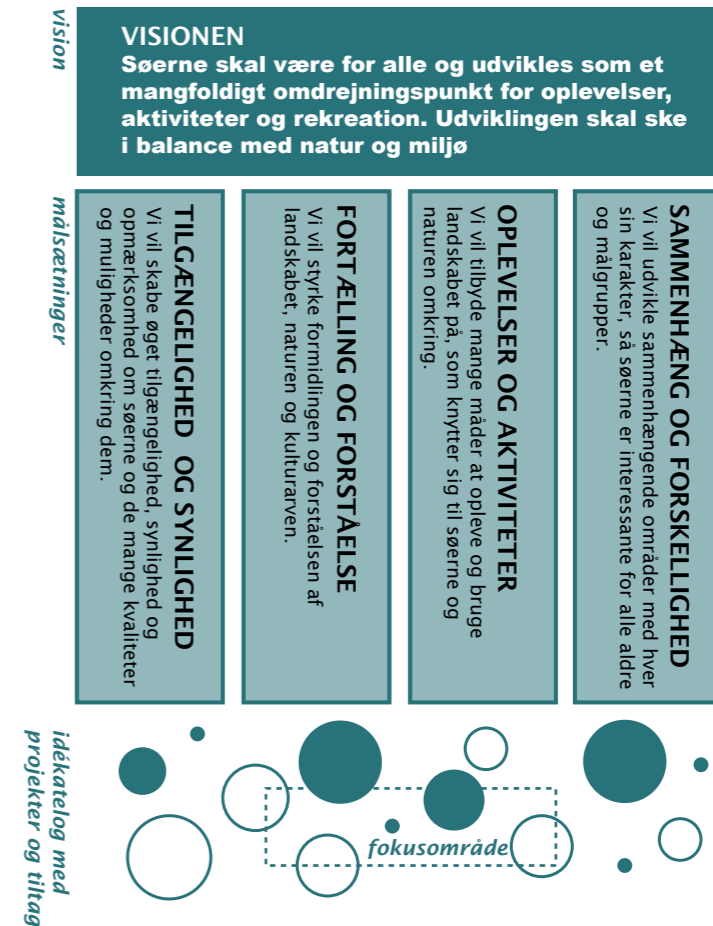 vision
VISIONEN
Søerne skal være for alle og udvikles som et
mangfoldigt omdrejningspunkt for oplevelser,
aktiviteter og rekreation. Udviklingen skal ske
i balance med natur og miljø
målsætninger
TILGÆNGELIGHED OG SYNLIGHED
Vi vil skabe øget tilgængelighed, synlighed og
opmærksomhed om søerne og de mange kvaliteter
og muligheder omkring dem.
FORTÆLLING OG FORSTÅELSE
Vi vil styrke formidlingen og forståelsen af
landskabet, naturen og kulturarven.
OPLEVELSER OG AKTIVITETER
Vi vil tilbyde mange måder at opleve og bruge
landskabet på, som knytter sig til søerne og
naturen omkring.
SAMMENHÆNG OG FORSKELLIGHED
Vi vil udvikle sammenhængende områder med hver
sin karakter, så søerne er interessante for alle aldre
og målgrupper.
idékatalog med
projekter og tiltag
fokusområde